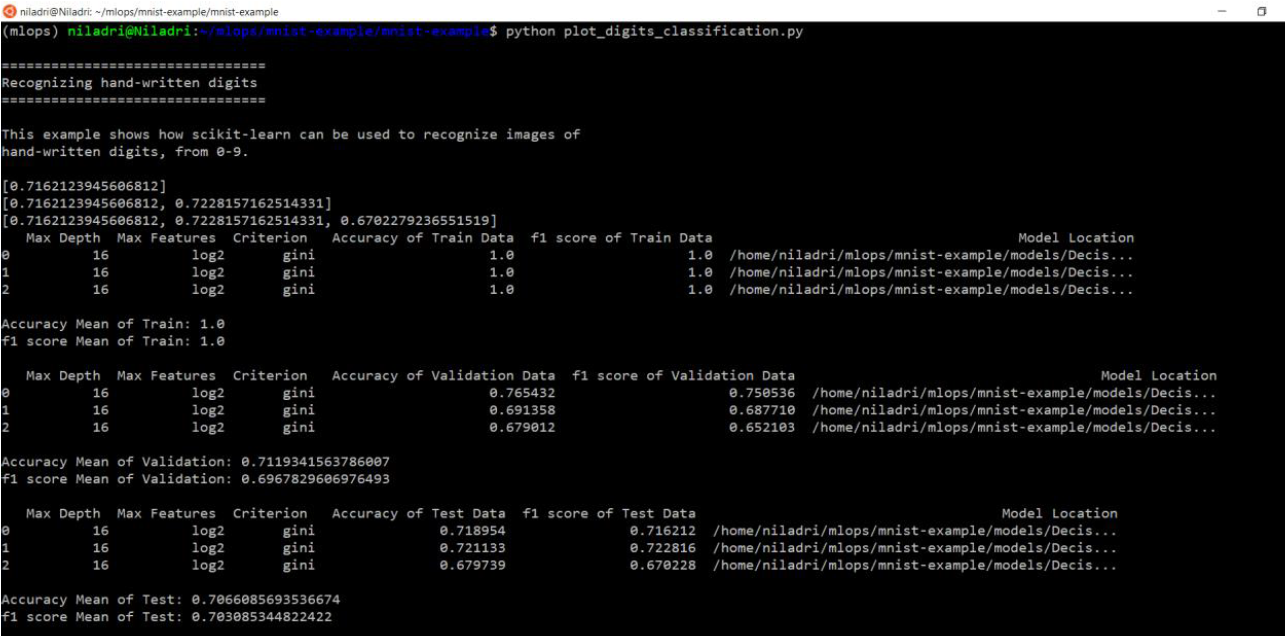 niladri@Niladri: ~/mlops/mnist-example/mnist-example
(mlops) niladri@Niladri:~/mlops/mnist-example/mnist-example$ python plot_digits_classification.py
================================
Recognizing hand-written digits
================================
This example shows how scikit-learn can be used to recognize images of
hand-written digits, from 0-9.
[0.7162123945606812]
[0.7162123945606812, 0.7228157162514331]
[0.7162123945606812, 0.7228157162514331, 0.6702279236551519]
Max Depth Max Features Criterion Accuracy of Train Data f1 score of Train Data Model Location
0 16 log2 gini 1.0 1.0 /home/niladri/mlops/mnist-example/models/Decis...
1 16 log2 gini 1.0 1.0 /home/niladri/mlops/mnist-example/models/Decis...
2 16 log2 gini 1.0 1.0 /home/niladri/mlops/mnist-example/models/Decis...
Accuracy Mean of Train: 1.0
f1 score Mean of Train: 1.0
Max Depth Max Features Criterion Accuracy of Validation Data f1 score of Validation Data Model Location
0 16 log2 gini 0.765432 0.750536 /home/niladri/mlops/mnist-example/models/Decis...
1 16 log2 gini 0.691358 0.687710 /home/niladri/mlops/mnist-example/models/Decis...
2 16 log2 gini 0.679012 0.652103 /home/niladri/mlops/mnist-example/models/Decis...
Accuracy Mean of Validation: 0.7119341563786007
f1 score Mean of Validation: 0.6967829606976493
Max Depth Max Features Criterion Accuracy of Test Data f1 score of Test Data Model Location
0 16 log2 gini 0.718954 0.716212 /home/niladri/mlops/mnist-example/models/Decis...
1 16 log2 gini 0.721133 0.722816 /home/niladri/mlops/mnist-example/models/Decis...
2 16 log2 gini 0.679739 0.670228 /home/niladri/mlops/mnist-example/models/Decis...
Accuracy Mean of Test: 0.7066085693536674
f1 score Mean of Test: 0.703085344822422